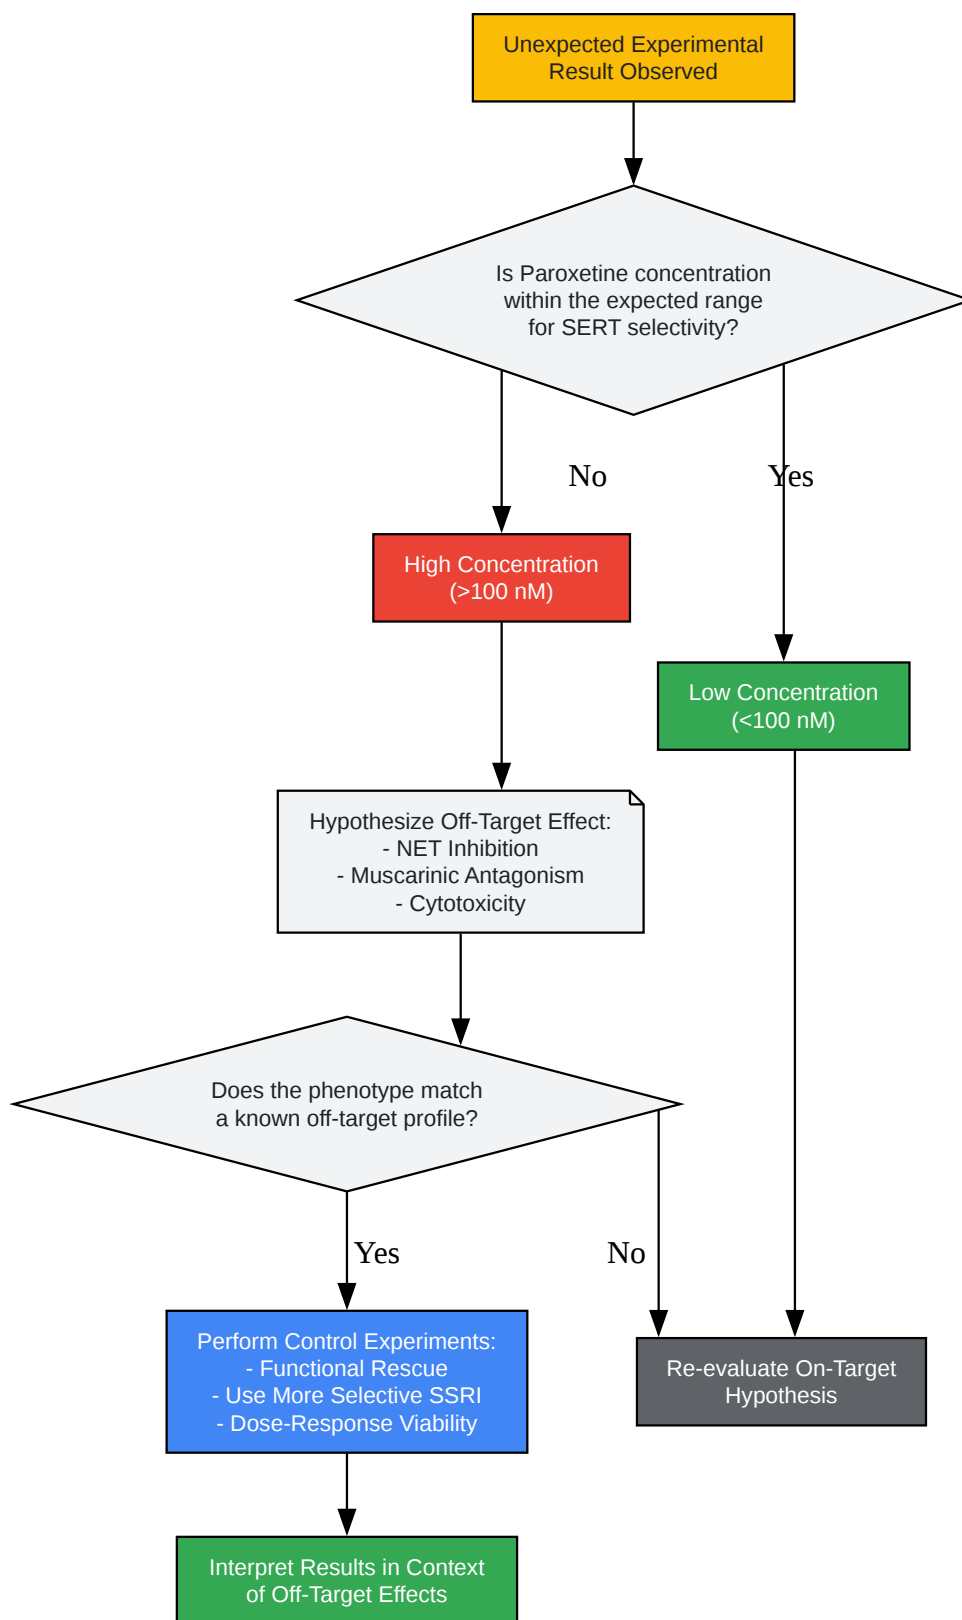 Unexpected Experimental
Result Observed
Is Paroxetine concentration
within the expected range
for SERT selectivity?
No
Yes
High Concentration
(>100 nM)
Low Concentration
(<100 nM)
Hypothesize Off-Target Effect:
- NET Inhibition
- Muscarinic Antagonism
- Cytotoxicity
Does the phenotype match
a known off-target profile?
Yes
No
Perform Control Experiments:
- Functional Rescue
- Use More Selective SSRI
- Dose-Response Viability
Re-evaluate On-Target
Hypothesis
Interpret Results in Context
of Off-Target Effects